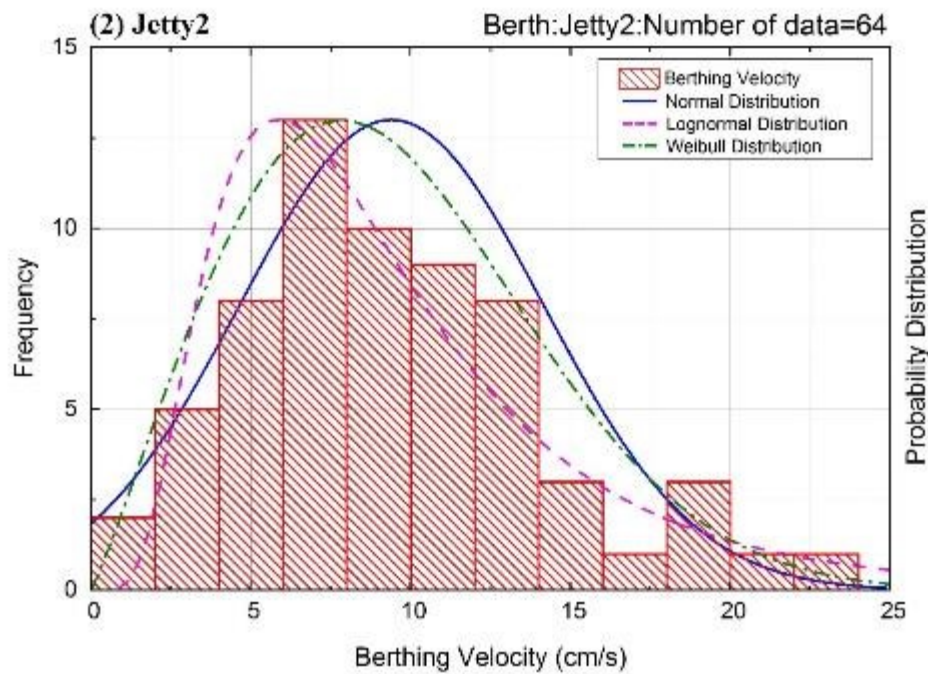 (2) Jetty2 Berth:Jetty2:Number of data=64
15
10
5
0
Frequency
Berthing Velocity
Normal Distribution
Lognormal Distribution
Weibull Distribution
Probability Distribution
0 5 10 15 20 25
Berthing Velocity (cm/s)